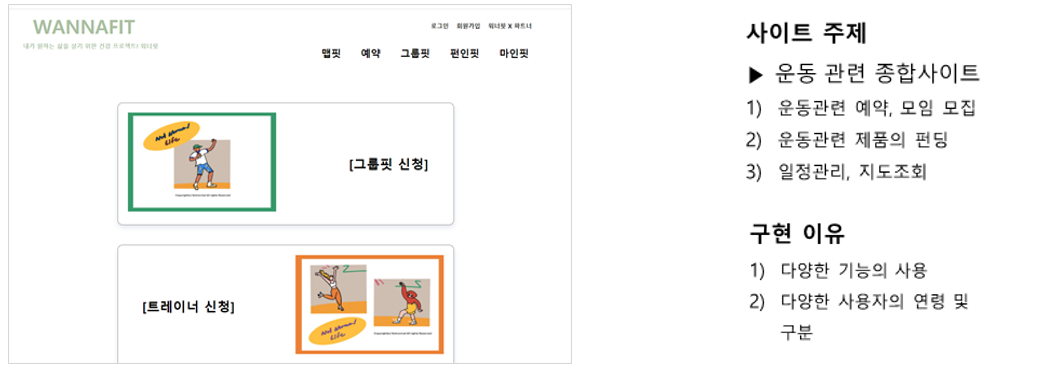 WANNAFIT
내가 원하는 삶을 살기 위한 건강 프로젝트! 워너핏
로그인 회원가입 워너핏 X 파트너
맵핏 예약 그룹핏 펀인핏 마인핏
[그룹핏 신청]
[트레이너 신청]
사이트 주제
▶ 운동 관련 종합사이트
1) 운동관련 예약, 모임 모집
2) 운동관련 제품의 펀딩
3) 일정관리, 지도조회
구현 이유
1) 다양한 기능의 사용
2) 다양한 사용자의 연령 및
구분